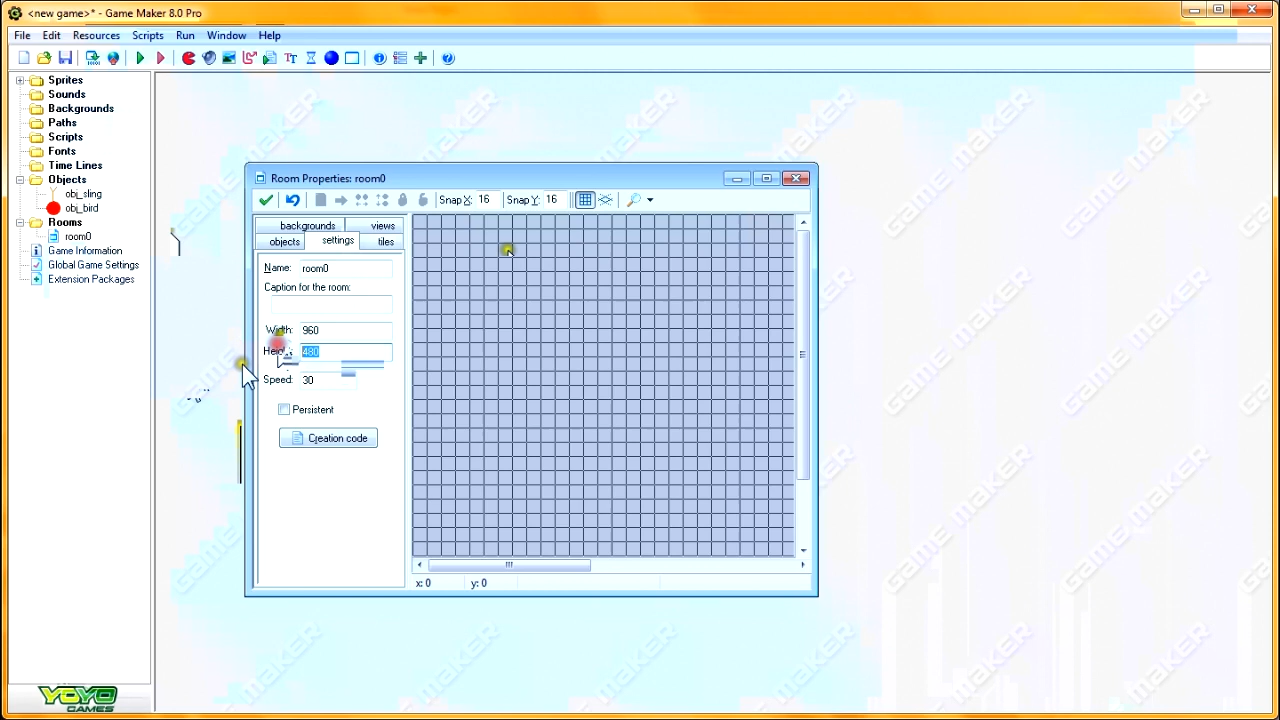 <new game>* - Game Maker 8.0 Pro
File Edit Resources Scripts Run Window Help
Sprites
Sounds
Backgrounds
Paths
Scripts
Fonts
Time Lines
Objects
obj_sling
obj_bird
Rooms
room0
Game Information
Global Game Settings
Extension Packages
YOYO
GAMES
Room Properties: room0
Snap X: 16 Snap Y: 16
backgrounds views
objects settings tiles
Name: room0
Caption for the room:
Width: 960
480
Speed: 30
Persistent
Creation code
x: 0 y: 0
GAME MAKER